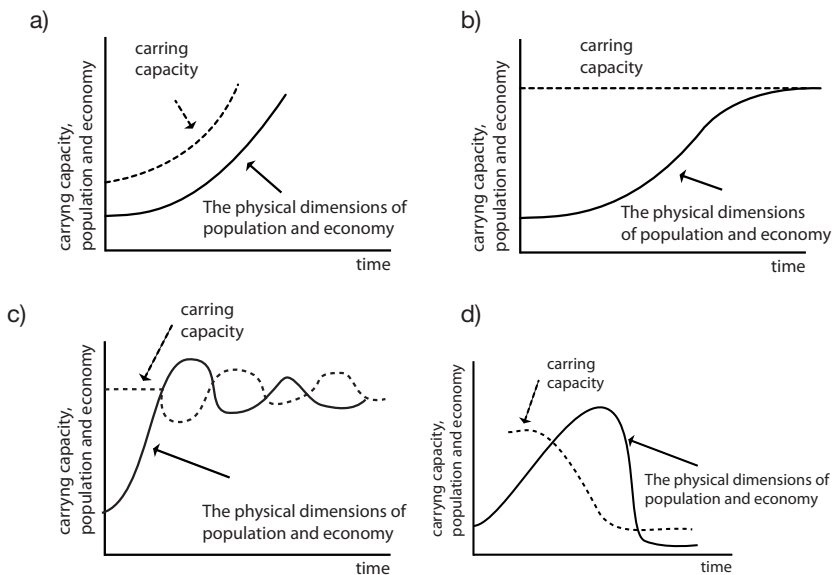 a)
carring
capacity
carryng capacity,
population and economy
The physical dimensions of
population and economy
time
b)
carring
capacity
carryng capacity,
population and economy
The physical dimensions
of population and economy
time
c)
carring
capacity
carryng capacity,
population and economy
The physical dimensions of
population and economy
time
d)
carring
capacity
carryng capacity,
population and economy
The physical dimensions of
population and economy
time